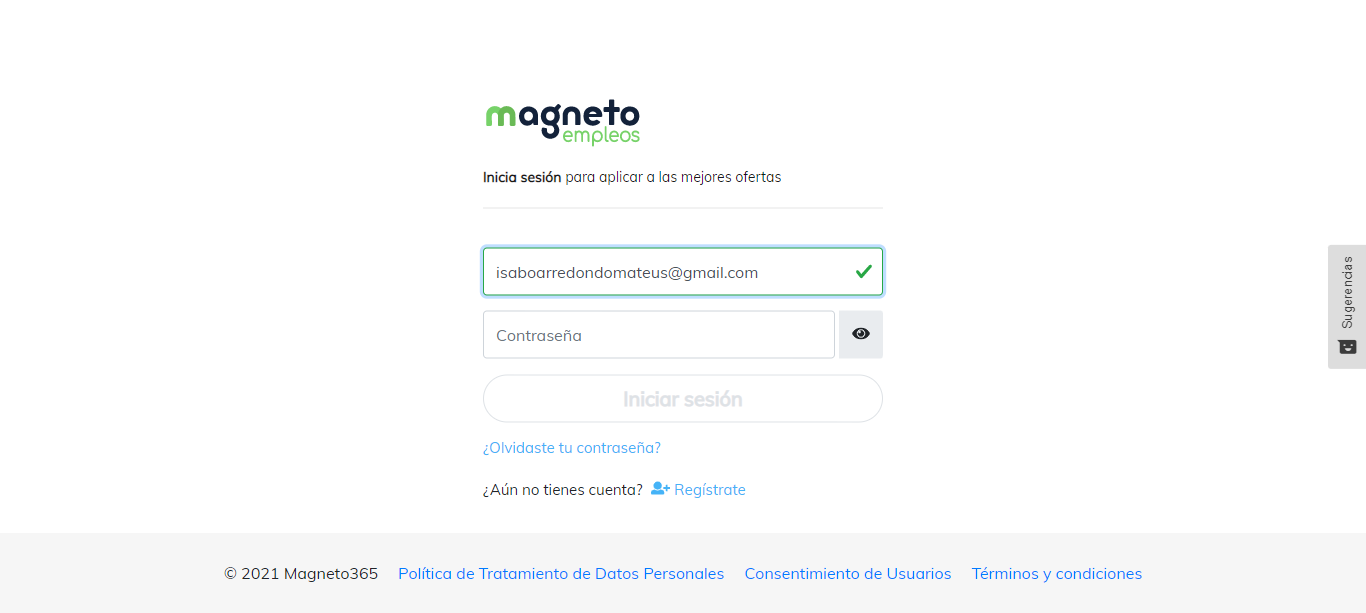 magneto
empleos
Inicia sesión para aplicar a las mejores ofertas
isaboarredondomateus@gmail.com
Contraseña
Iniciar sesión
¿Olvidaste tu contraseña?
¿Aún no tienes cuenta? Regístrate
Sugerencias
© 2021 Magneto365 Política de Tratamiento de Datos Personales Consentimiento de Usuarios Términos y condiciones